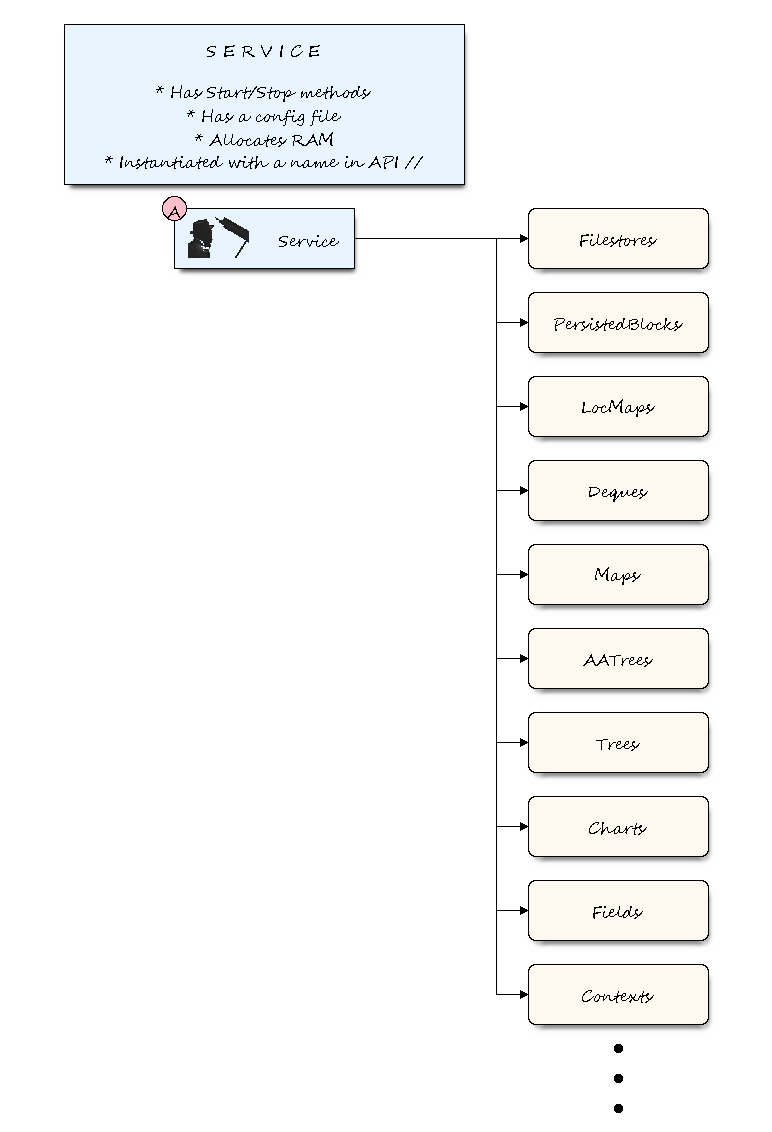 S E R V I C E
* Has Start/Stop methods
* Has a config file
* Allocates RAM
* Instantiated with a name in API //
A
Service
Filestores
PersistedBlocks
LocMaps
Deques
Maps
AATrees
Trees
Charts
Fields
Contexts